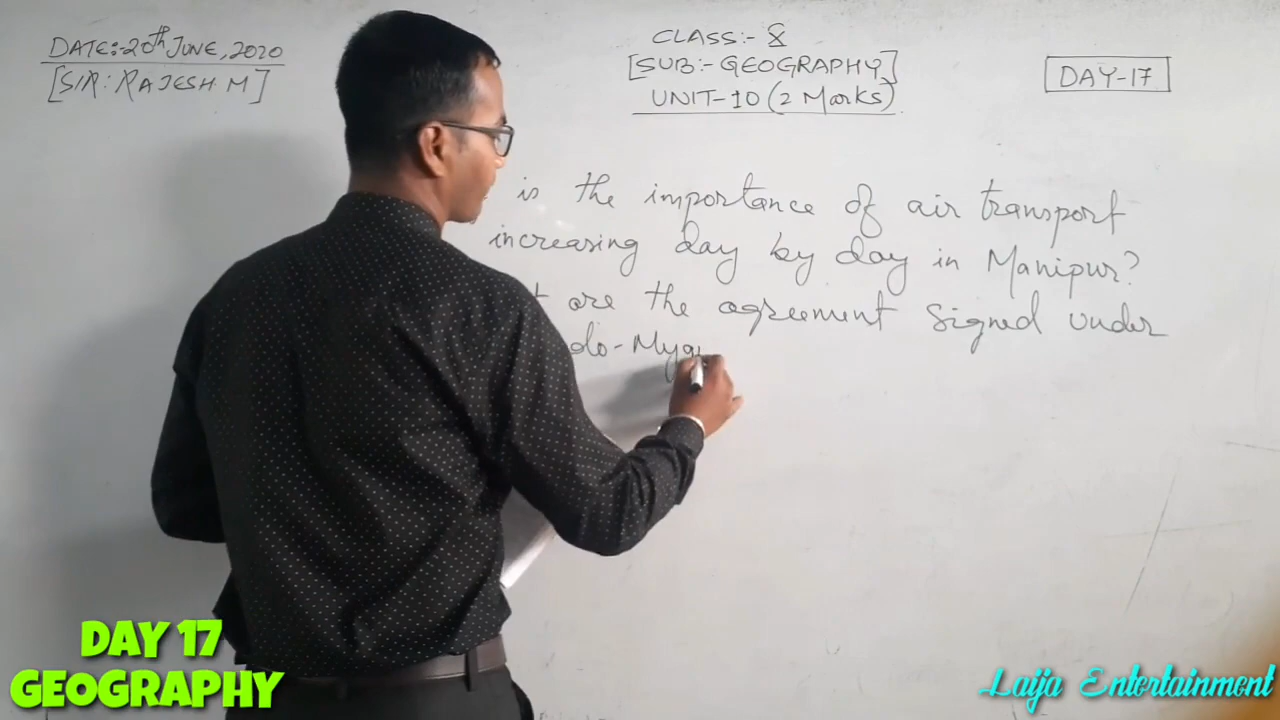 DATE:-20th JUNE, 2020
[SIR: RAJESH M]
CLASS:- 8
[SUB:- GEOGRAPHY]
UNIT-10 (2 Marks)
DAY-17
is the importance of air transport
increasing day by day in Manipur?
are the agreement signed under
do-Mya
DAY 17
GEOGRAPHY
Laija Entertainment